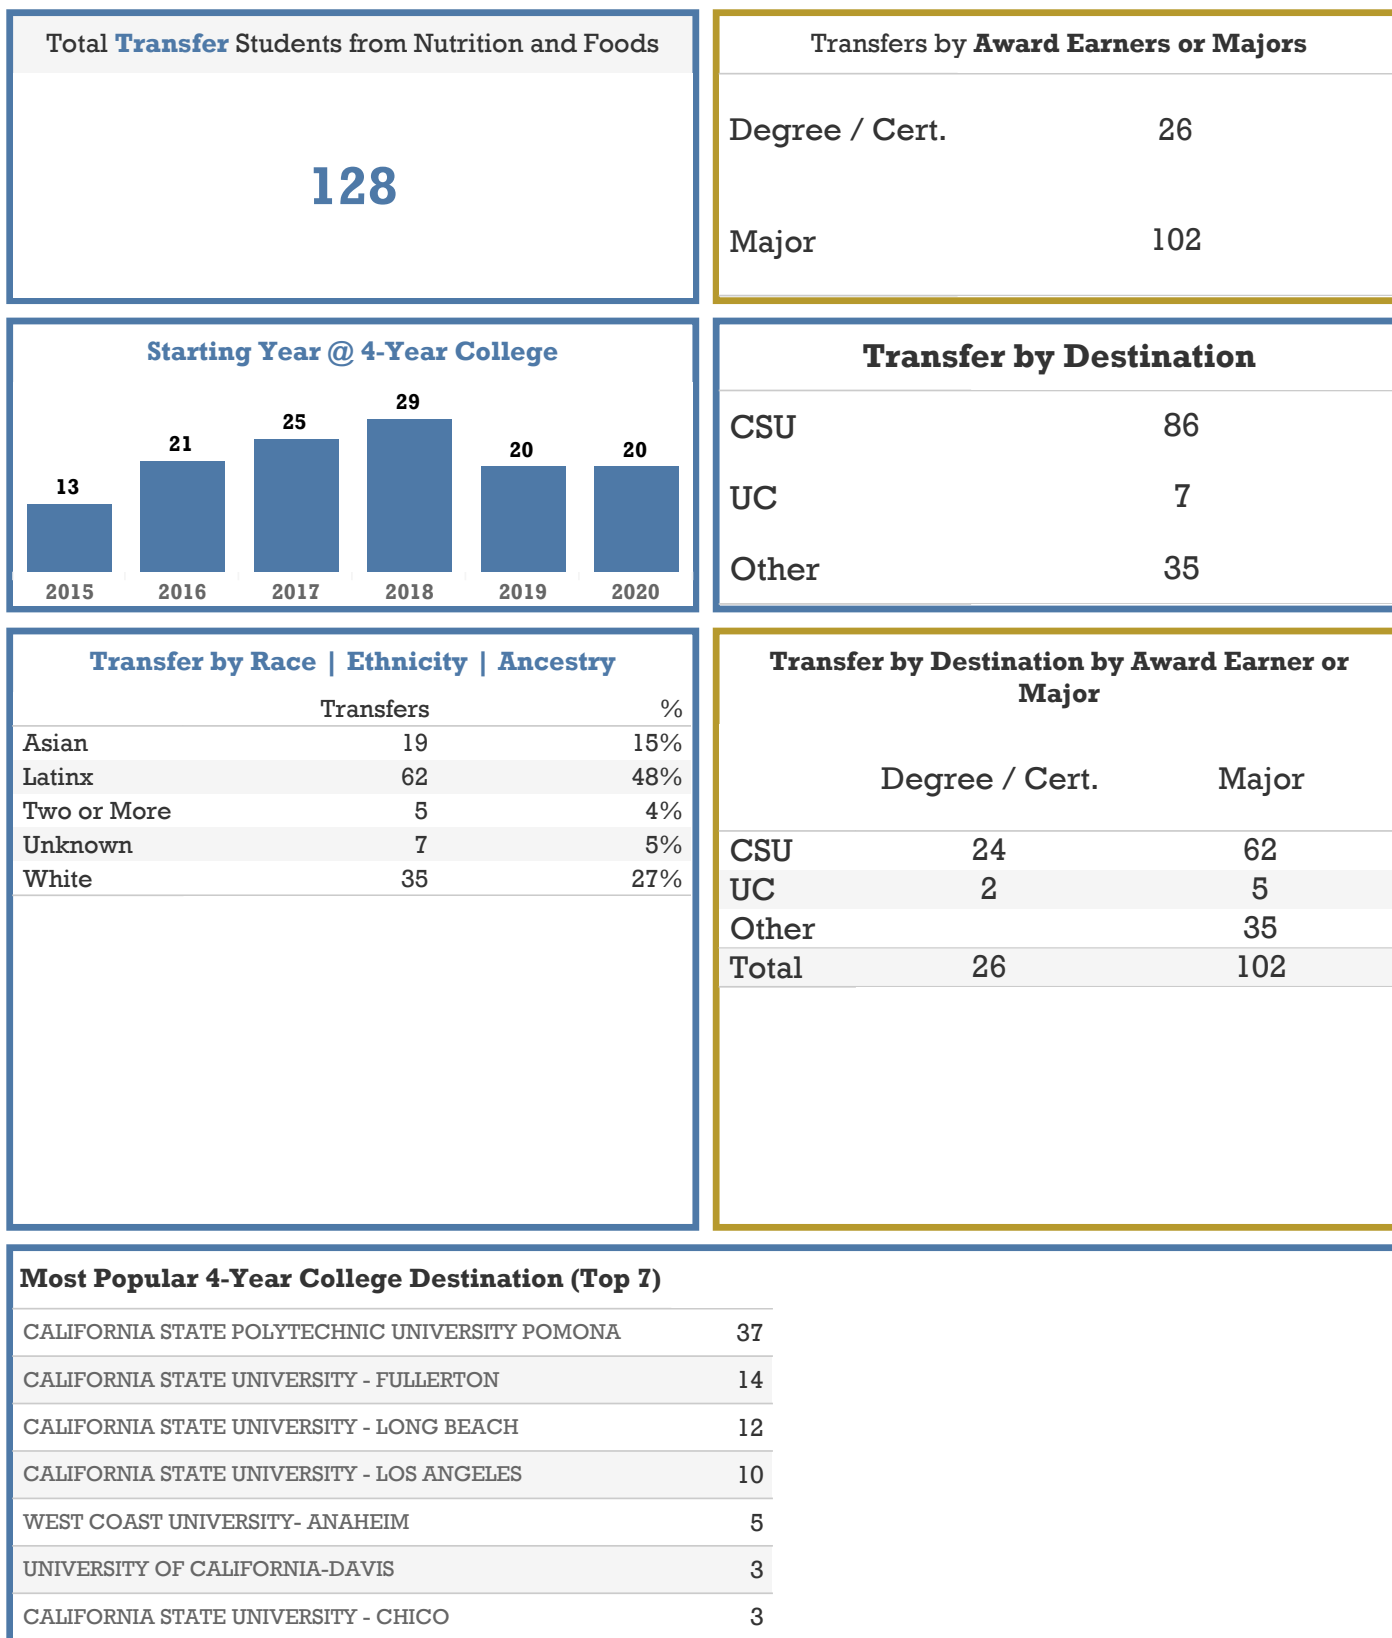 Total Transfer Students from Nutrition and Foods
128
Transfers by Award Earners or Majors
Degree / Cert. 26
Major 102
Starting Year @ 4-Year College
13 21 25 29 20 20
2015 2016 2017 2018 2019 2020
Transfer by Destination
CSU 86
UC 7
Other 35
Transfer by Race | Ethnicity | Ancestry
Transfers %
Asian 19 15%
Latinx 62 48%
Two or More 5 4%
Unknown 7 5%
White 35 27%
Transfer by Destination by Award Earner or
Major
Degree / Cert. Major
CSU 24 62
UC 2 5
Other 35
Total 26 102
Most Popular 4-Year College Destination (Top 7)
CALIFORNIA STATE POLYTECHNIC UNIVERSITY POMONA 37
CALIFORNIA STATE UNIVERSITY - FULLERTON 14
CALIFORNIA STATE UNIVERSITY - LONG BEACH 12
CALIFORNIA STATE UNIVERSITY - LOS ANGELES 10
WEST COAST UNIVERSITY- ANAHEIM 5
UNIVERSITY OF CALIFORNIA-DAVIS 3
CALIFORNIA STATE UNIVERSITY - CHICO 3